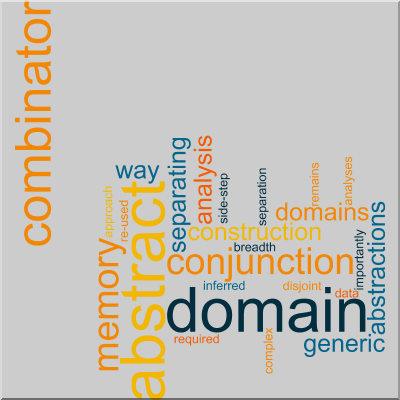 combinator
way
separating
analysis
side-step
separation
remains
analyses
approach
re-used
abstract
memory
domains
construction
breadth
conjunction
importantly
abstractions
inferred
disjoint
data
domain
required
complex
generic